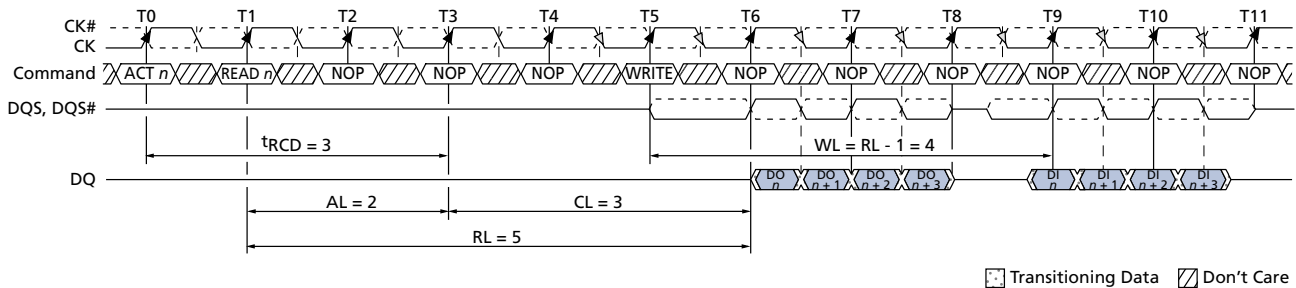 CK# T0 T1 T2 T3 T4 T5 T6 T7 T8 T9 T10 T11
CK
Command ACT n READ n NOP NOP NOP WRITE NOP NOP NOP NOP NOP NOP
DQS, DQS#
tRCD = 3 WL = RL - 1 = 4
DQ DO n DO n + 1 DO n + 2 DO n + 3 DI n DI n + 1 DI n + 2 DI n + 3
AL = 2 CL = 3
RL = 5
Transitioning Data Don't Care